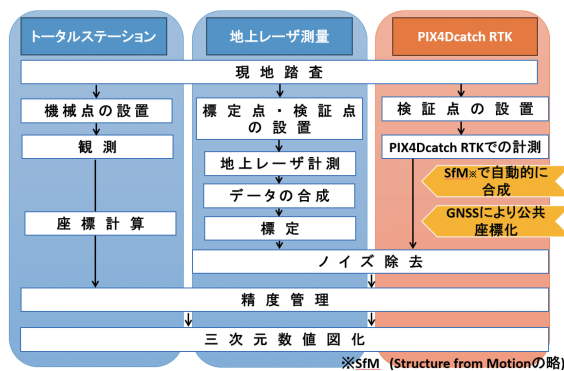 トータルステーション
地上レーザ測量
PIX4Dcatch RTK
現地踏査
機械点の設置
標定点・検証点
の設置
検証点の設置
観測
PIX4Dcatch RTKでの計測
地上レーザ計測
SfM※で自動的に
合成
データの合成
座標計算
標定
GNSSにより公共
座標化
ノイズ除去
精度管理
三次元数値図化
※SfM (Structure from Motionの略)